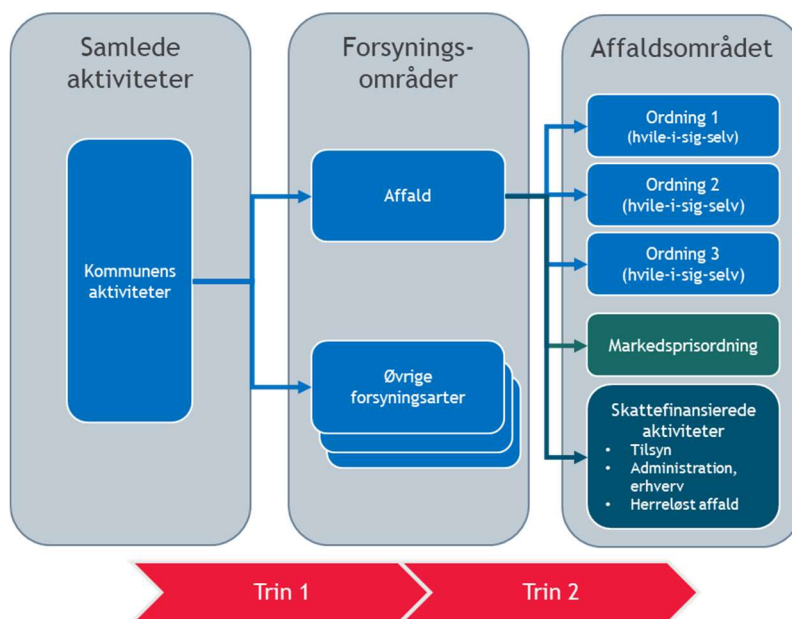 Samlede
aktiviteter
Kommunens
aktiviteter
Forsynings-
områder
Affald
Øvrige
forsyningsarter
Affaldsområdet
Ordning 1
(hvile-i-sig-selv)
Ordning 2
(hvile-i-sig-selv)
Ordning 3
(hvile-i-sig-selv)
Markedsprisordning
Skattefinansierede
aktiviteter
• Tilsyn
• Administration,
erhverv
• Herreløst affald
Trin 1
Trin 2